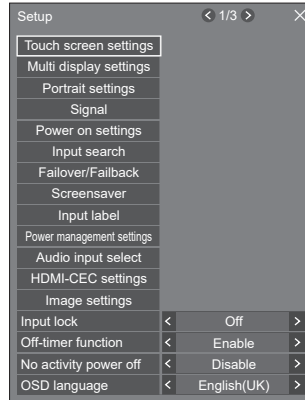 Setup < 1/3 > ×
Touch screen settings
Multi display settings
Portrait settings
Signal
Power on settings
Input search
Failover/Failback
Screensaver
Input label
Power management settings
Audio input select
HDMI-CEC settings
Image settings
Input lock < Off >
Off-timer function < Enable >
No activity power off < Disable >
OSD language < English(UK) >